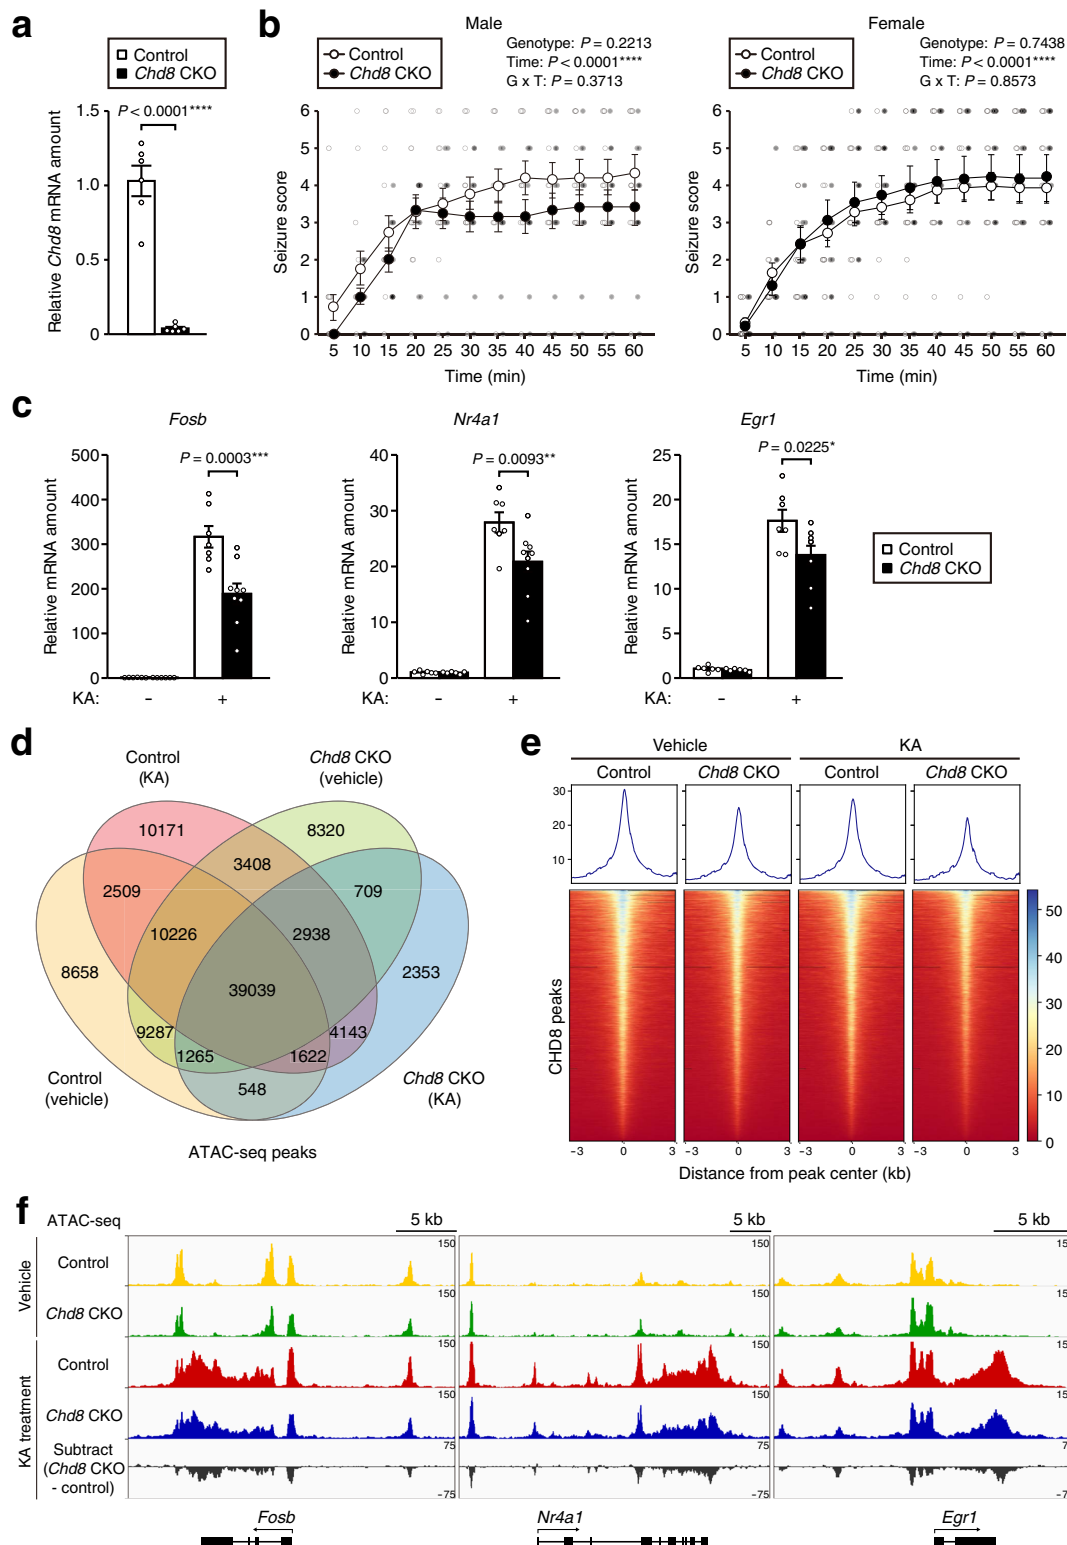 a
Control
Chd8 CKO
P < 0.0001****
Relative Chd8 mRNA amount
1.5
1.0
0.5
0
b
Male
Control
Chd8 CKO
Genotype: P = 0.2213
Time: P < 0.0001****
G x T: P = 0.3713
Seizure score
6
5
4
3
2
1
0
5 10 15 20 25 30 35 40 45 50 55 60
Time (min)
Female
Control
Chd8 CKO
Genotype: P = 0.7438
Time: P < 0.0001****
G x T: P = 0.8573
Seizure score
6
5
4
3
2
1
0
5 10 15 20 25 30 35 40 45 50 55 60
Time (min)
c
Fosb
P = 0.0003***
Relative mRNA amount
500
400
300
200
100
0
KA: − +
Nr4a1
P = 0.0093**
Relative mRNA amount
40
30
20
10
0
− +
Egr1
P = 0.0225*
Relative mRNA amount
25
20
15
10
5
0
− +
Control
Chd8 CKO
d
Control
(KA)
Chd8 CKO
(vehicle)
10171
8320
3408
2509
709
10226
2938
8658
2353
39039
9287
4143
1265
1622
548
Control
(vehicle)
Chd8 CKO
(KA)
ATAC-seq peaks
e
Vehicle KA
Control Chd8 CKO Control Chd8 CKO
30
20
10
CHD8 peaks
50
40
30
20
10
0
−3 0 3 −3 0 3 −3 0 3 −3 0 3
Distance from peak center (kb)
f
ATAC-seq
5 kb 5 kb 5 kb
Vehicle
Control
150 150
Chd8 CKO
150 150
KA treatment
Control
150 150
Chd8 CKO
150 150
Subtract
(Chd8 CKO
- control)
75 75
−75 −75
Fosb Nr4a1 Egr1